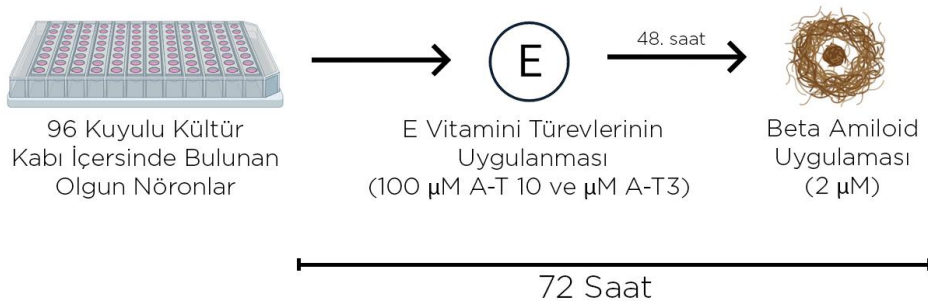 E
48. saat
96 Kuyulu Kültür
Kabı İçersinde Bulunan
Olgun Nöronlar
E Vitamini Türevlerinin
Uygulanması
(100 μM A-T 10 ve μM A-T3)
Beta Amiloid
Uygulaması
(2 μM)
72 Saat